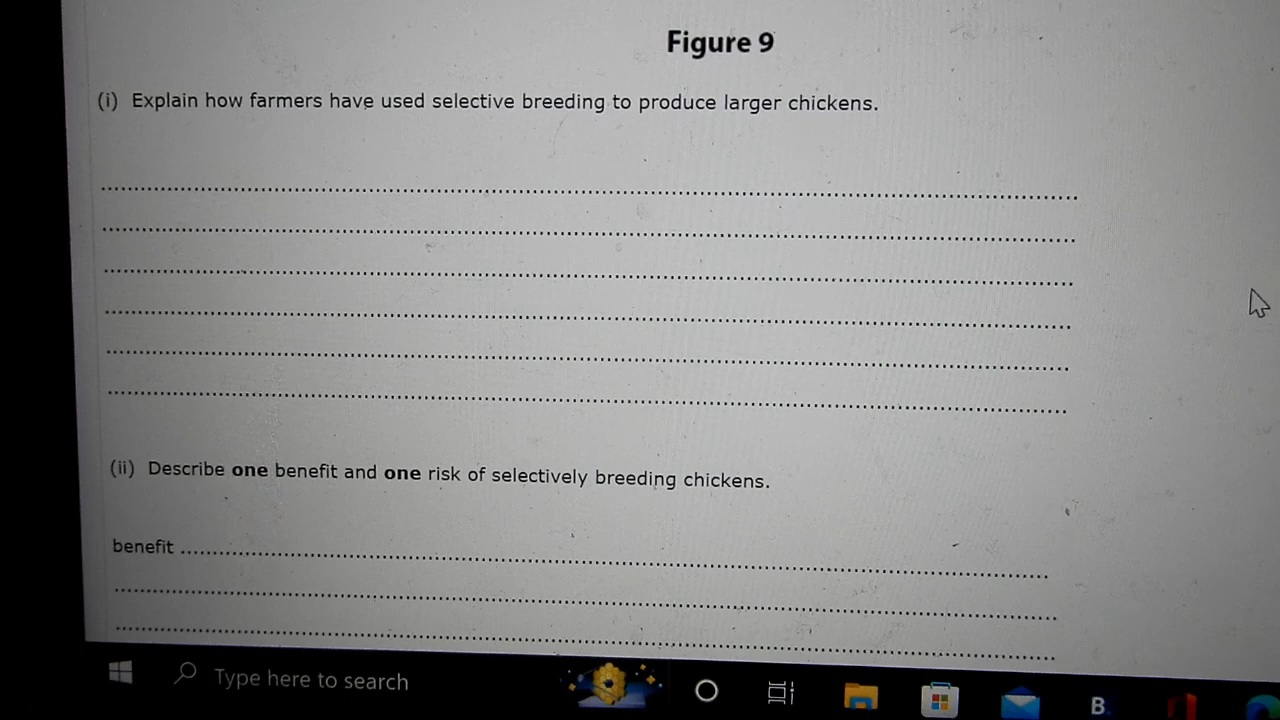 Figure 9
(i) Explain how farmers have used selective breeding to produce larger chickens.
(ii) Describe one benefit and one risk of selectively breeding chickens.
benefit
Type here to search
B.